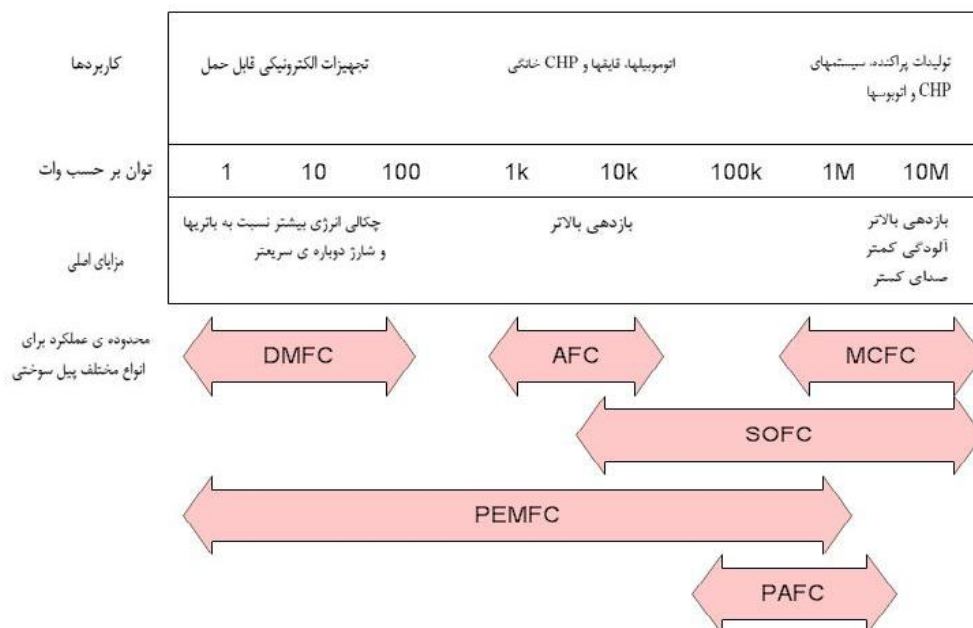 کاربردها
تجهیزات الکترونیکی قابل حمل
اتوموبیلها، قایقها و CHP خانگی
تولیدات پراکنده، سیستمهای
CHP و اتوبوسها
توان بر حسب وات
1 10 100 1k 10k 100k 1M 10M
مزایای اصلی
چکالی انرژی بیشتر نسبت به باتریها
و شارژ دوباره ی سریعتر
بازدهی بالاتر
بازدهی بالاتر
آلودگی کمتر
صدای کمتر
محدوده ی عملکرد برای
انواع مختلف پیل سوختی
DMFC AFC MCFC
SOFC
PEMFC
PAFC